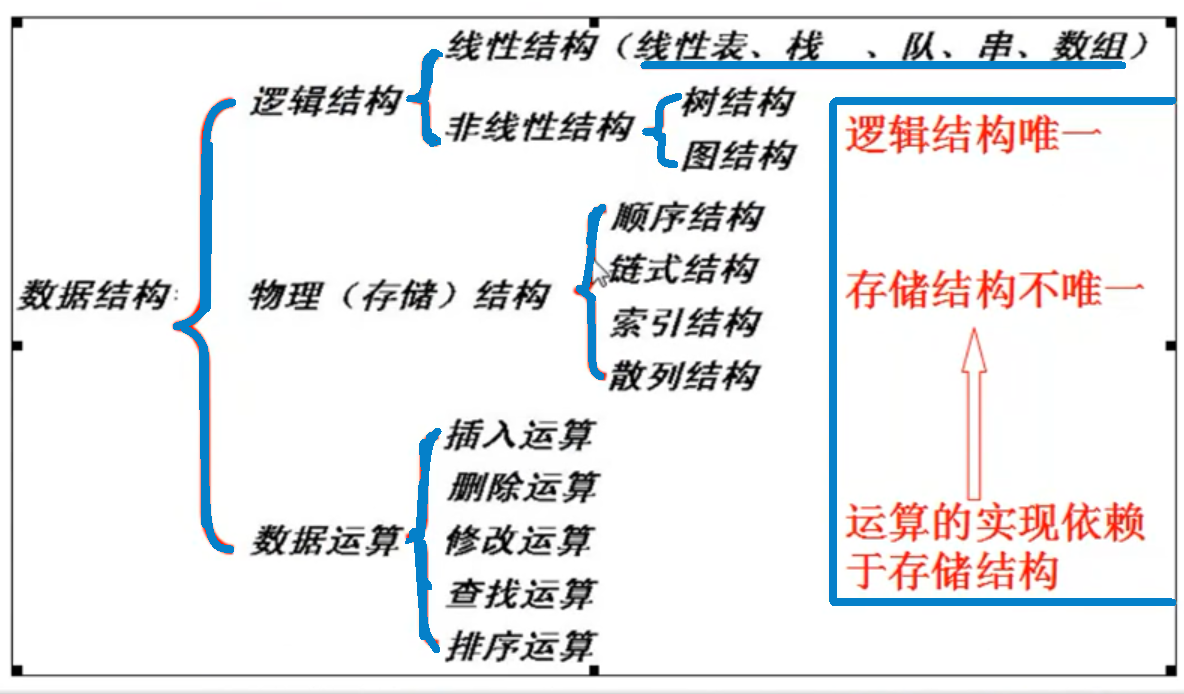 线性结构（线性表、栈 、队、串、数组）
逻辑结构
非线性结构
树结构
图结构
逻辑结构唯一
数据结构:
物理（存储）结构
顺序结构
链式结构
索引结构
散列结构
存储结构不唯一
数据运算
插入运算
删除运算
修改运算
查找运算
排序运算
运算的实现依赖
于存储结构